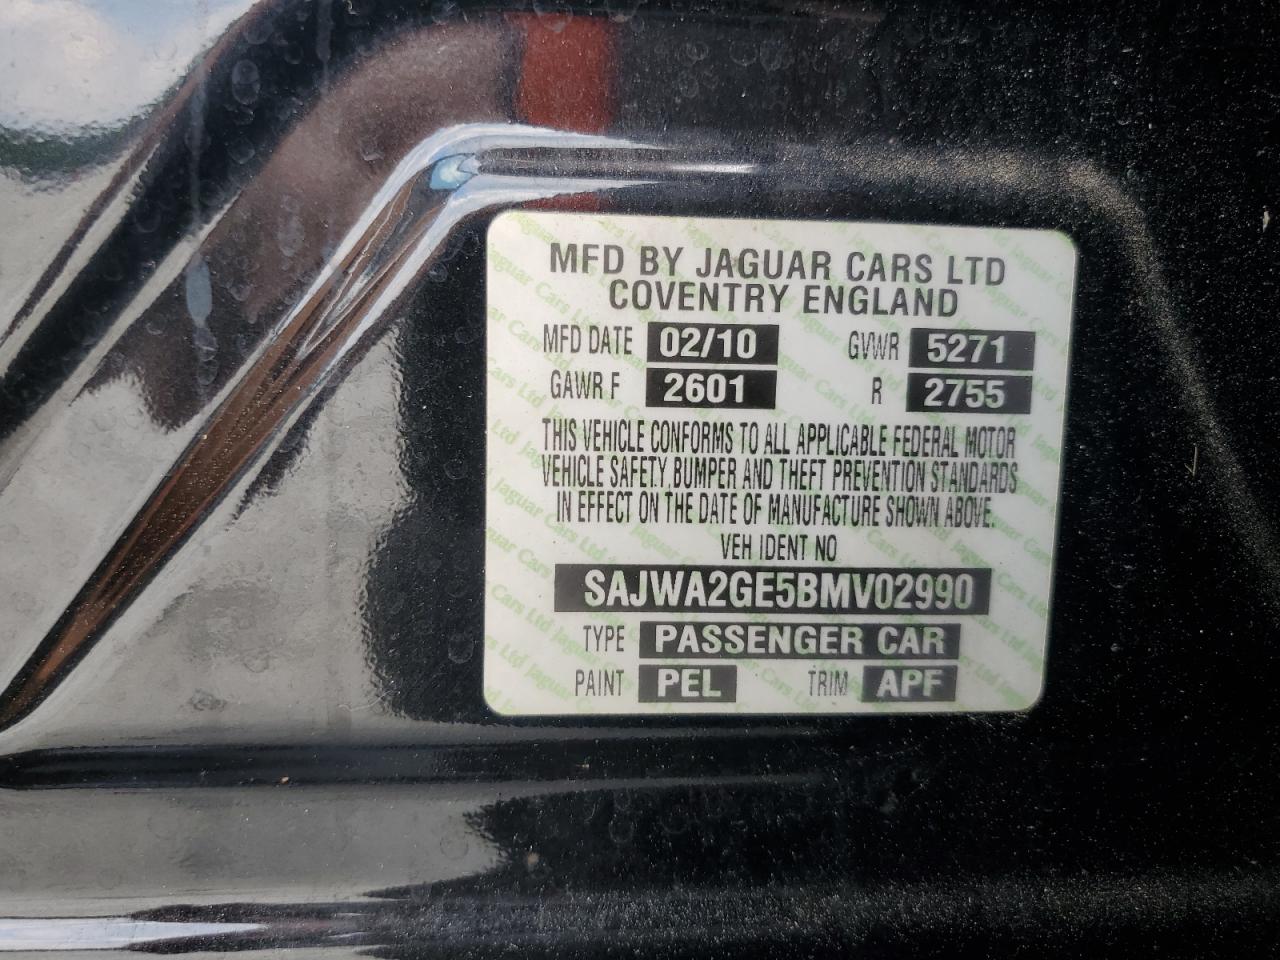 MFD BY JAGUAR CARS LTD
COVENTRY ENGLAND
MFD DATE 02/10 GVWR 5271
GAWR F 2601 R 2755
THIS VEHICLE CONFORMS TO ALL APPLICABLE FEDERAL MOTOR
VEHICLE SAFETY, BUMPER AND THEFT PREVENTION STANDARDS
IN EFFECT ON THE DATE OF MANUFACTURE SHOWN ABOVE.
VEH IDENT NO
SAJWA2GE5BMV02990
TYPE PASSENGER CAR
PAINT PEL TRIM APF